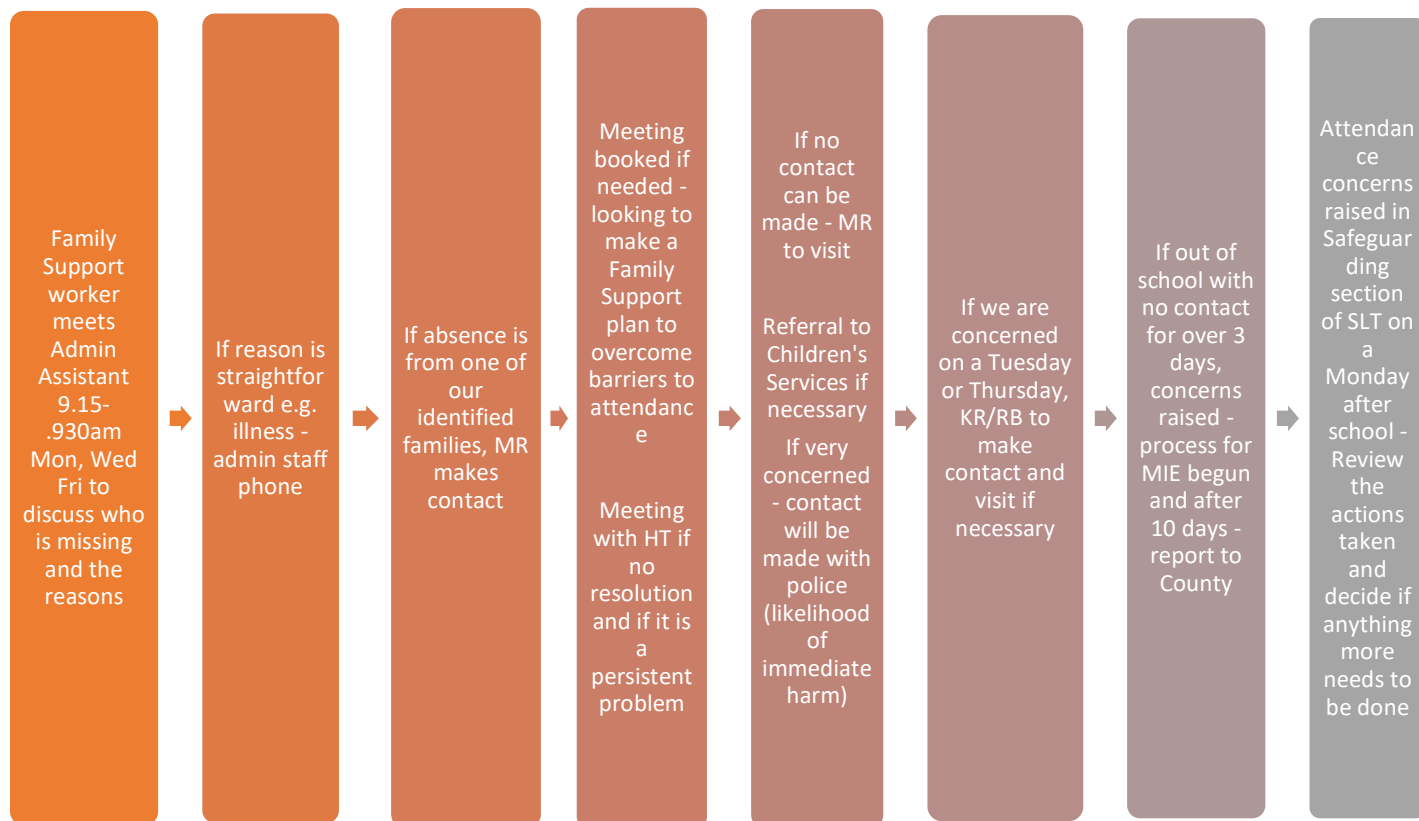 Family
Support
worker
meets
Admin
Assistant
9.15-
.930am
Mon, Wed
Fri to
discuss who
is missing
and the
reasons
If reason is
straightfor
ward e.g.
illness -
admin staff
phone
If absence is
from one of
our
identified
families, MR
makes
contact
Meeting
booked if
needed -
looking to
make a
Family
Support
plan to
overcome
barriers to
attendanc
e
Meeting
with HT if
no
resolution
and if it is
a
persistent
problem
If no
contact
can be
made - MR
to visit
Referral to
Children's
Services if
necessary
If very
concerned
- contact
will be
made with
police
(likelihood
of
immediate
harm)
If we are
concerned
on a Tuesday
or Thursday,
KR/RB to
make
contact and
visit if
necessary
If out of
school with
no contact
for over 3
days,
concerns
raised -
process for
MIE begun
and after
10 days -
report to
County
Attendan
ce
concerns
raised in
Safeguar
ding
section
of SLT on
a
Monday
after
school -
Review
the
actions
taken
and
decide if
anything
more
needs to
be done